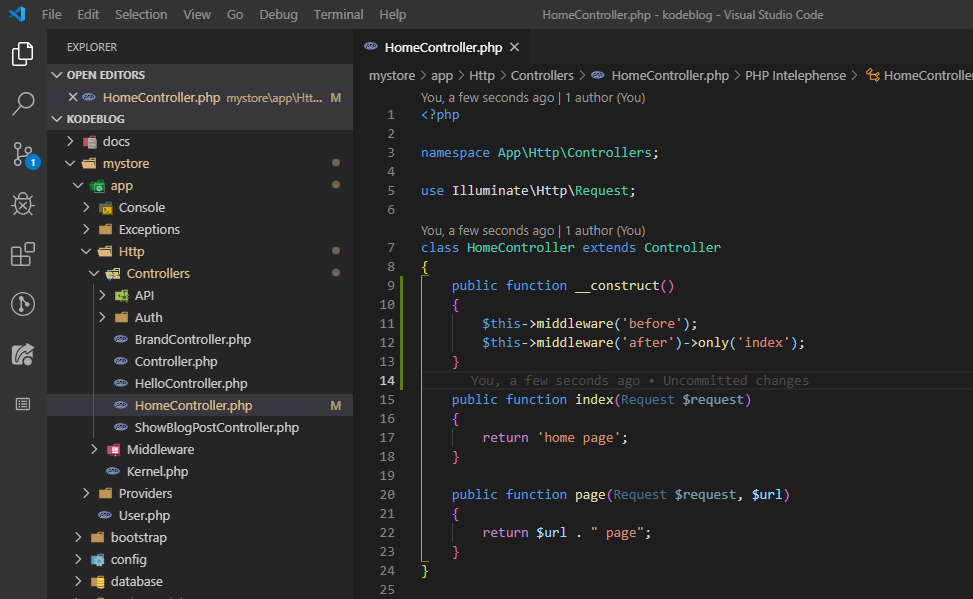 File Edit Selection View Go Debug Terminal Help HomeController.php - kodeblog - Visual Studio Code
EXPLORER
OPEN EDITORS
HomeController.php mystore\app\Htt... M
KODEBLOG
docs
mystore
app
Console
Exceptions
Http
Controllers
API
Auth
BrandController.php
Controller.php
HelloController.php
HomeController.php M
ShowBlogPostController.php
Middleware
Kernel.php
Providers
User.php
bootstrap
config
database
1
HomeController.php
mystore > app > Http > Controllers > HomeController.php > PHP Intelephense > HomeController
You, a few seconds ago | 1 author (You)
1 <?php
2
3 namespace App\Http\Controllers;
4
5 use Illuminate\Http\Request;
6
You, a few seconds ago | 1 author (You)
7 class HomeController extends Controller
8 {
9 public function __construct()
10 {
11 $this->middleware('before');
12 $this->middleware('after')->only('index');
13 }
14 You, a few seconds ago • Uncommitted changes
15 public function index(Request $request)
16 {
17 return 'home page';
18 }
19
20 public function page(Request $request, $url)
21 {
22 return $url . " page";
23 }
24 }
25